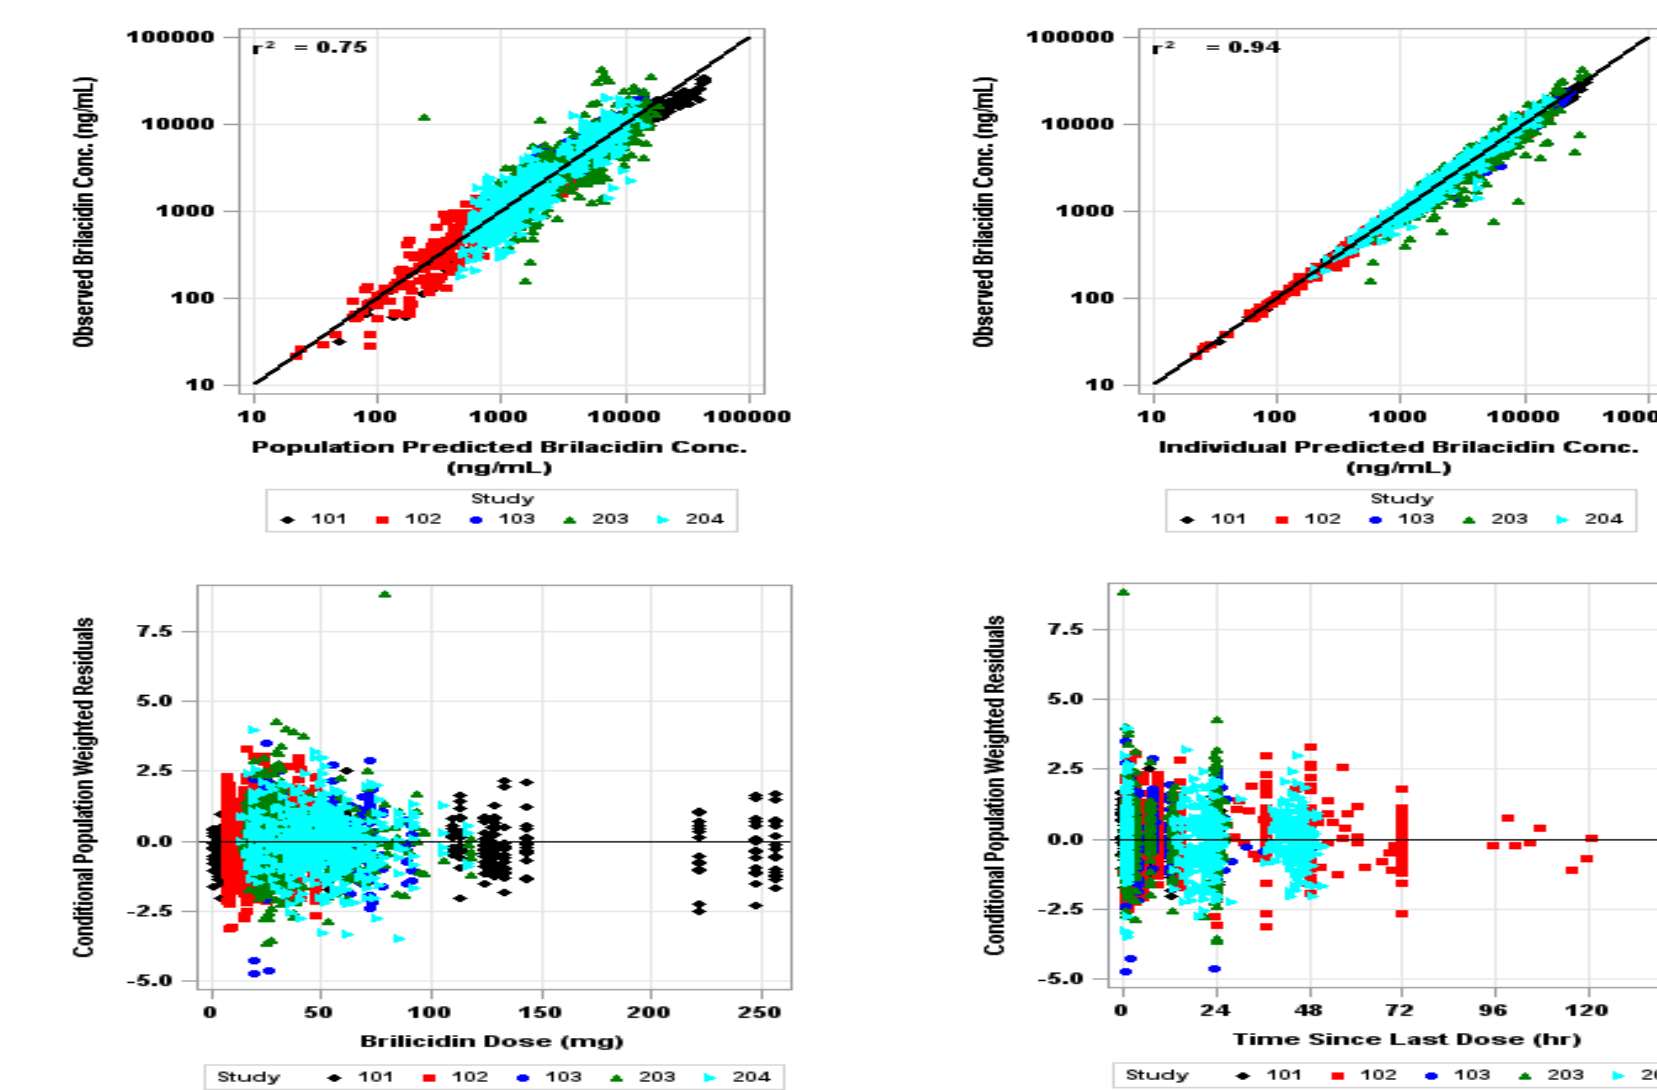 r² = 0.75
Observed Brilacidin Conc. (ng/mL)
100000
10000
1000
100
10
10 100 1000 10000 100000
Population Predicted Brilacidin Conc.
(ng/mL)
Study
101 102 103 203 204
r² = 0.94
Observed Brilacidin Conc. (ng/mL)
100000
10000
1000
100
10
10 100 1000 10000 1000
Individual Predicted Brilacidin Conc.
(ng/mL)
Study
101 102 103 203 204
Conditional Population Weighted Residuals
7.5
5.0
2.5
0.0
-2.5
-5.0
0 50 100 150 200 250
Brilicidin Dose (mg)
Study 101 102 103 203 204
Conditional Population Weighted Residuals
7.5
5.0
2.5
0.0
-2.5
-5.0
0 24 48 72 96 120
Time Since Last Dose (hr)
Study 101 102 103 203